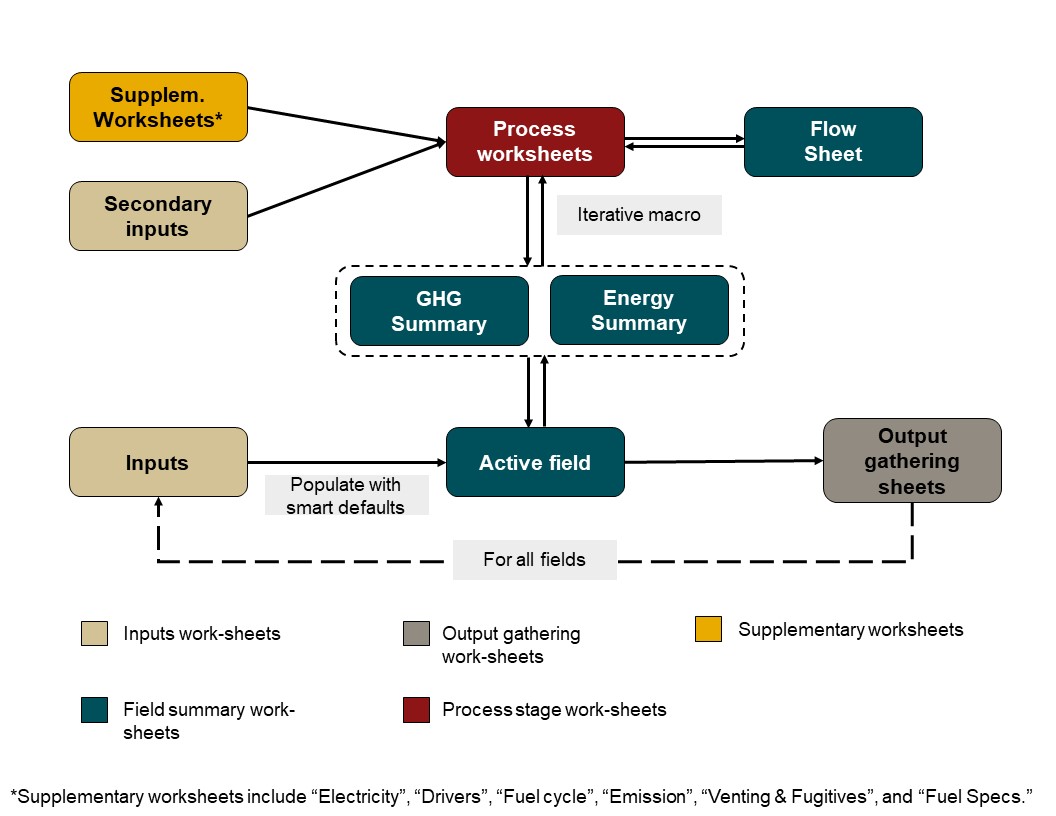 Supplem.
Worksheets*
Process
worksheets
Flow
Sheet
Secondary
inputs
Iterative macro
GHG
Summary
Energy
Summary
Inputs
Populate with
smart defaults
Active field
Output
gathering
sheets
For all fields
Inputs work-sheets
Output gathering
work-sheets
Supplementary worksheets
Field summary work-
sheets
Process stage work-sheets
*Supplementary worksheets include “Electricity”, “Drivers”, “Fuel cycle”, “Emission”, “Venting & Fugitives”, and “Fuel Specs.”